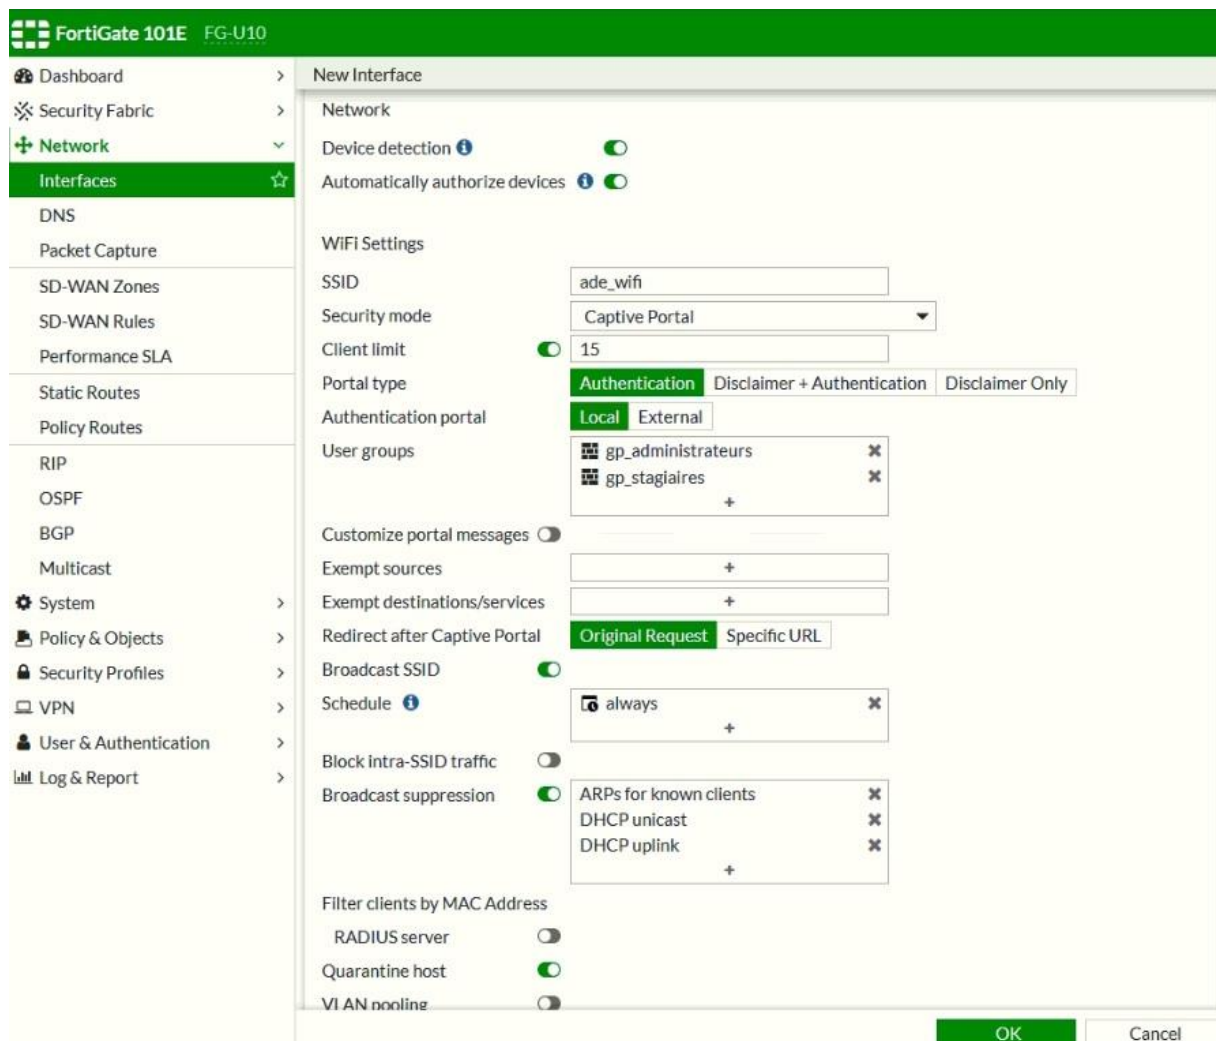 FortiGate 101E FG-U10
Dashboard
Security Fabric
Network
Interfaces
DNS
Packet Capture
SD-WAN Zones
SD-WAN Rules
Performance SLA
Static Routes
Policy Routes
RIP
OSPF
BGP
Multicast
System
Policy & Objects
Security Profiles
VPN
User & Authentication
Log & Report
New Interface
Network
Device detection
Automatically authorize devices
WiFi Settings
SSID ade_wifi
Security mode Captive Portal
Client limit 15
Portal type Authentication Disclaimer + Authentication Disclaimer Only
Authentication portal Local External
User groups gp_administrateurs
gp_stagiaires
Customize portal messages
Exempt sources
Exempt destinations/services
Redirect after Captive Portal Original Request Specific URL
Broadcast SSID
Schedule always
Block intra-SSID traffic
Broadcast suppression ARPs for known clients
DHCP unicast
DHCP uplink
Filter clients by MAC Address
RADIUS server
Quarantine host
VLAN pooling
OK Cancel